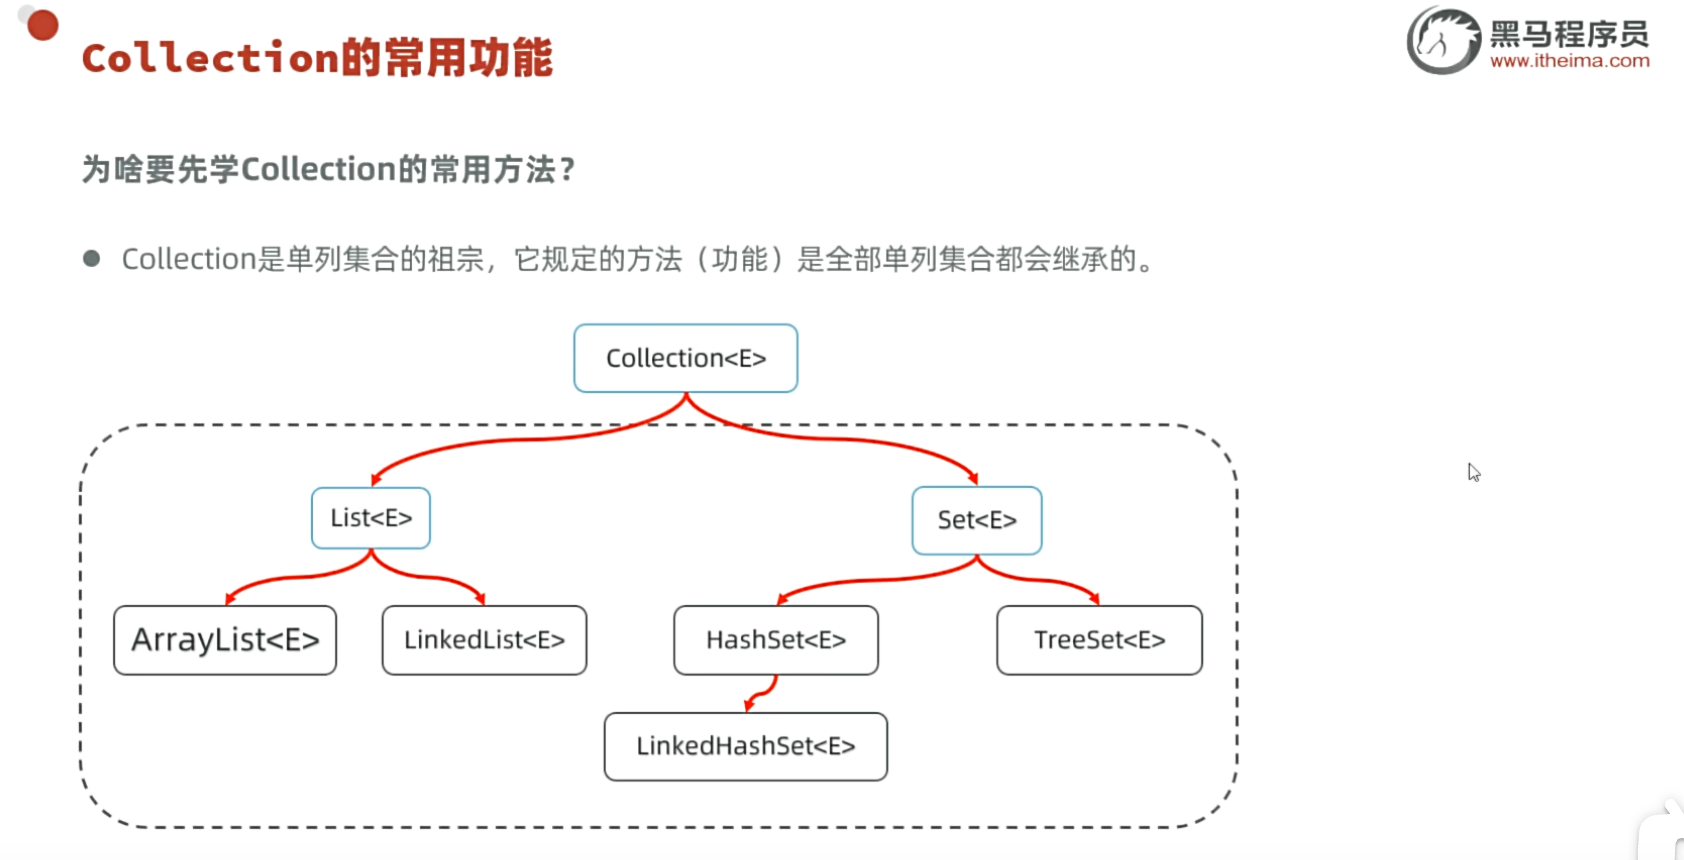 Collection的常用功能
黑马程序员
www.itheima.com
为啥要先学Collection的常用方法？
Collection是单列集合的祖宗，它规定的方法（功能）是全部单列集合都会继承的。
Collection<E>
List<E>
Set<E>
ArrayList<E>
LinkedList<E>
HashSet<E>
TreeSet<E>
LinkedHashSet<E>